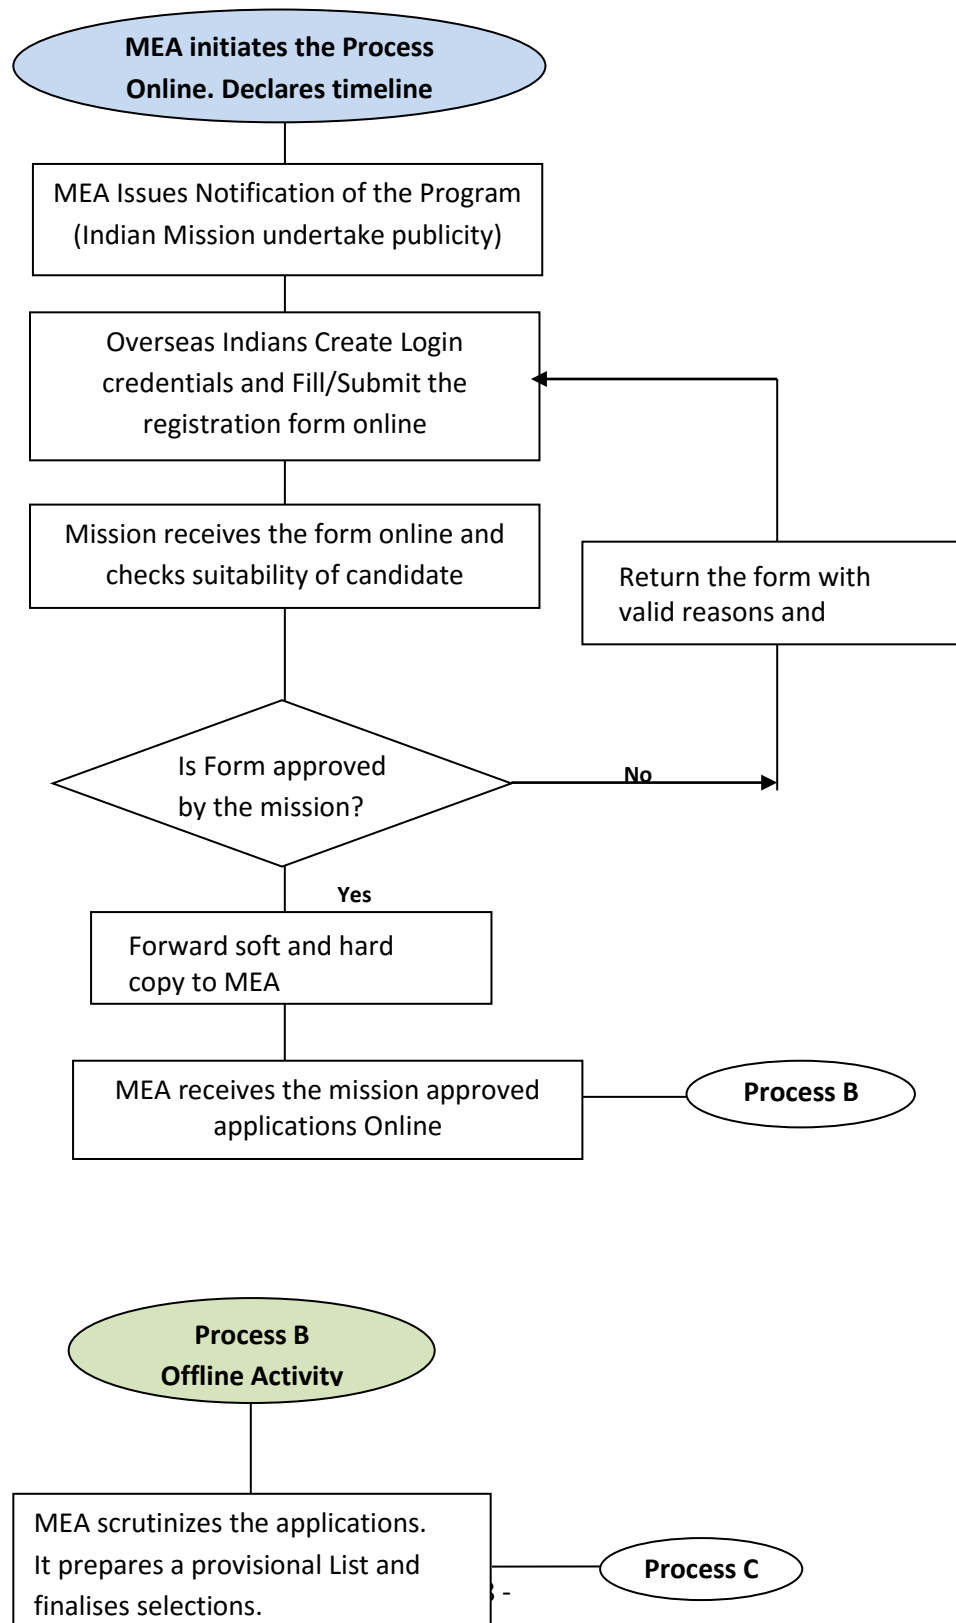 MEA initiates the Process
Online. Declares timeline
MEA Issues Notification of the Program
(Indian Mission undertake publicity)
Overseas Indians Create Login
credentials and Fill/Submit the
registration form online
Mission receives the form online and
checks suitability of candidate
Return the form with
valid reasons and
Is Form approved
by the mission?
No
Yes
Forward soft and hard
copy to MEA
MEA receives the mission approved
applications Online
Process B
Process B
Offline Activity
MEA scrutinizes the applications.
It prepares a provisional List and
finalises selections.
Process C